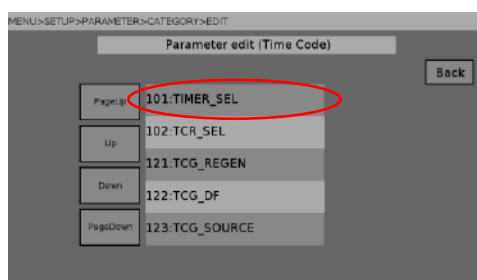 MENU>SETUP>PARAMETER>CATEGORY>EDIT
Parameter edit (Time Code)
Back
PageUp
101:TIMER_SEL
Up
102:TCR_SEL
121:TCG_REGEN
Down
122:TCG_DF
PageDown
123:TCG_SOURCE